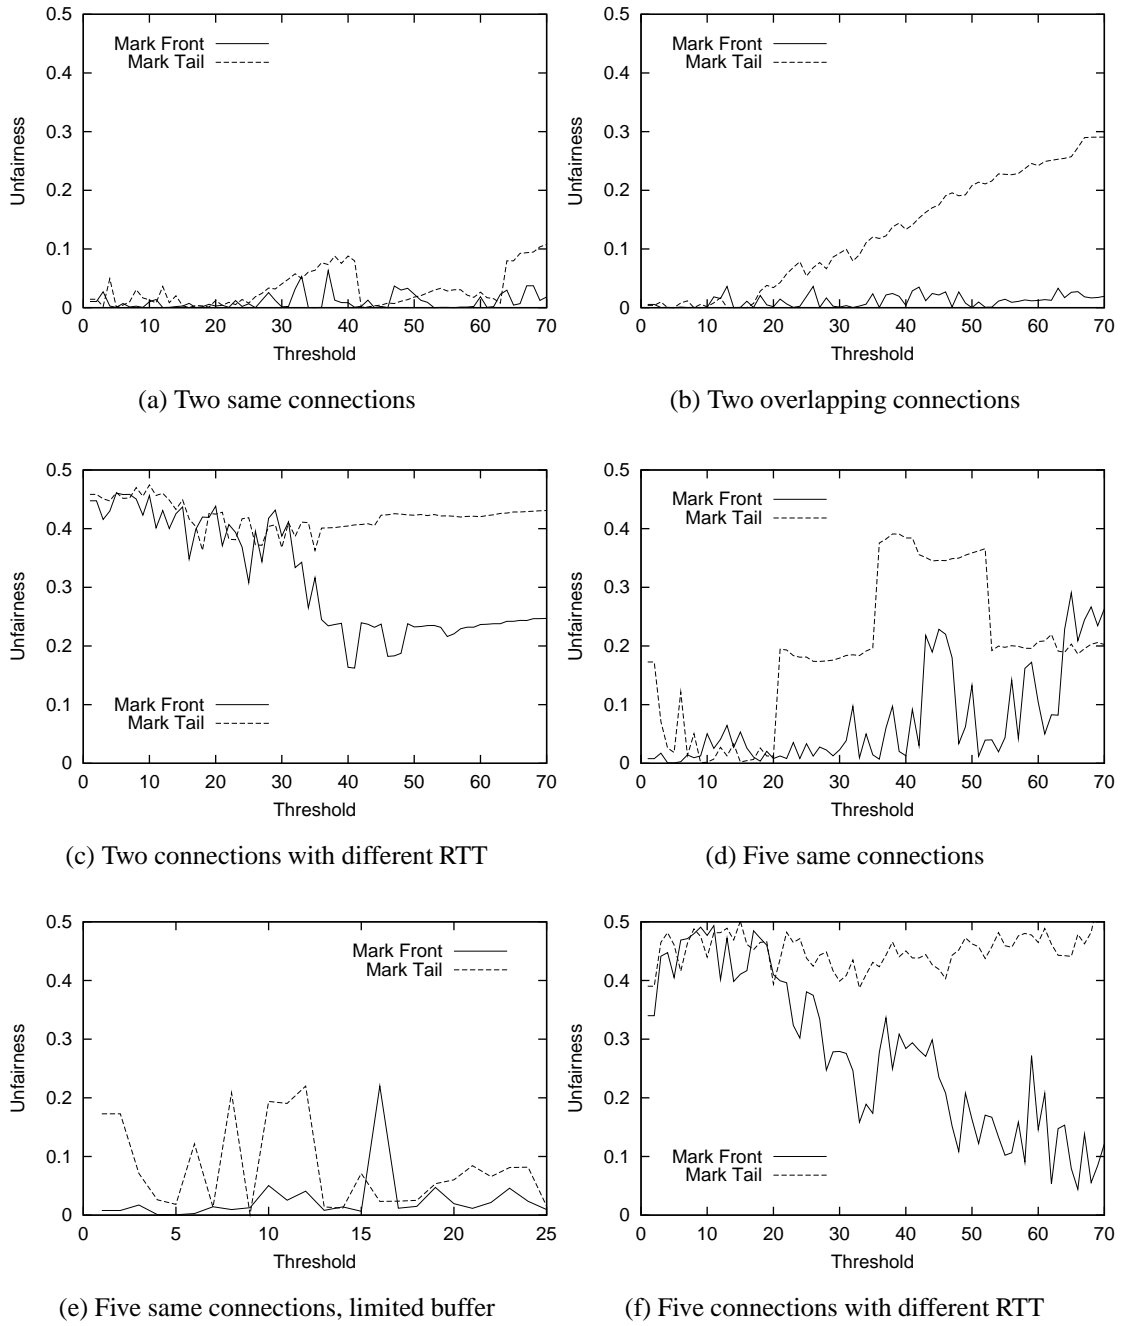 0.5
0.4
0.3
0.2
0.1
0
Unfairness
Mark Front
Mark Tail
0 10 20 30 40 50 60 70
Threshold
(a) Two same connections
0.5
0.4
0.3
0.2
0.1
0
Unfairness
Mark Front
Mark Tail
0 10 20 30 40 50 60 70
Threshold
(b) Two overlapping connections
0.5
0.4
0.3
0.2
0.1
0
Unfairness
Mark Front
Mark Tail
0 10 20 30 40 50 60 70
Threshold
(c) Two connections with different RTT
0.5
0.4
0.3
0.2
0.1
0
Unfairness
Mark Front
Mark Tail
0 10 20 30 40 50 60 70
Threshold
(d) Five same connections
0.5
0.4
0.3
0.2
0.1
0
Unfairness
Mark Front
Mark Tail
0 5 10 15 20 25
Threshold
(e) Five same connections, limited buffer
0.5
0.4
0.3
0.2
0.1
0
Unfairness
Mark Front
Mark Tail
0 10 20 30 40 50 60 70
Threshold
(f) Five connections with different RTT